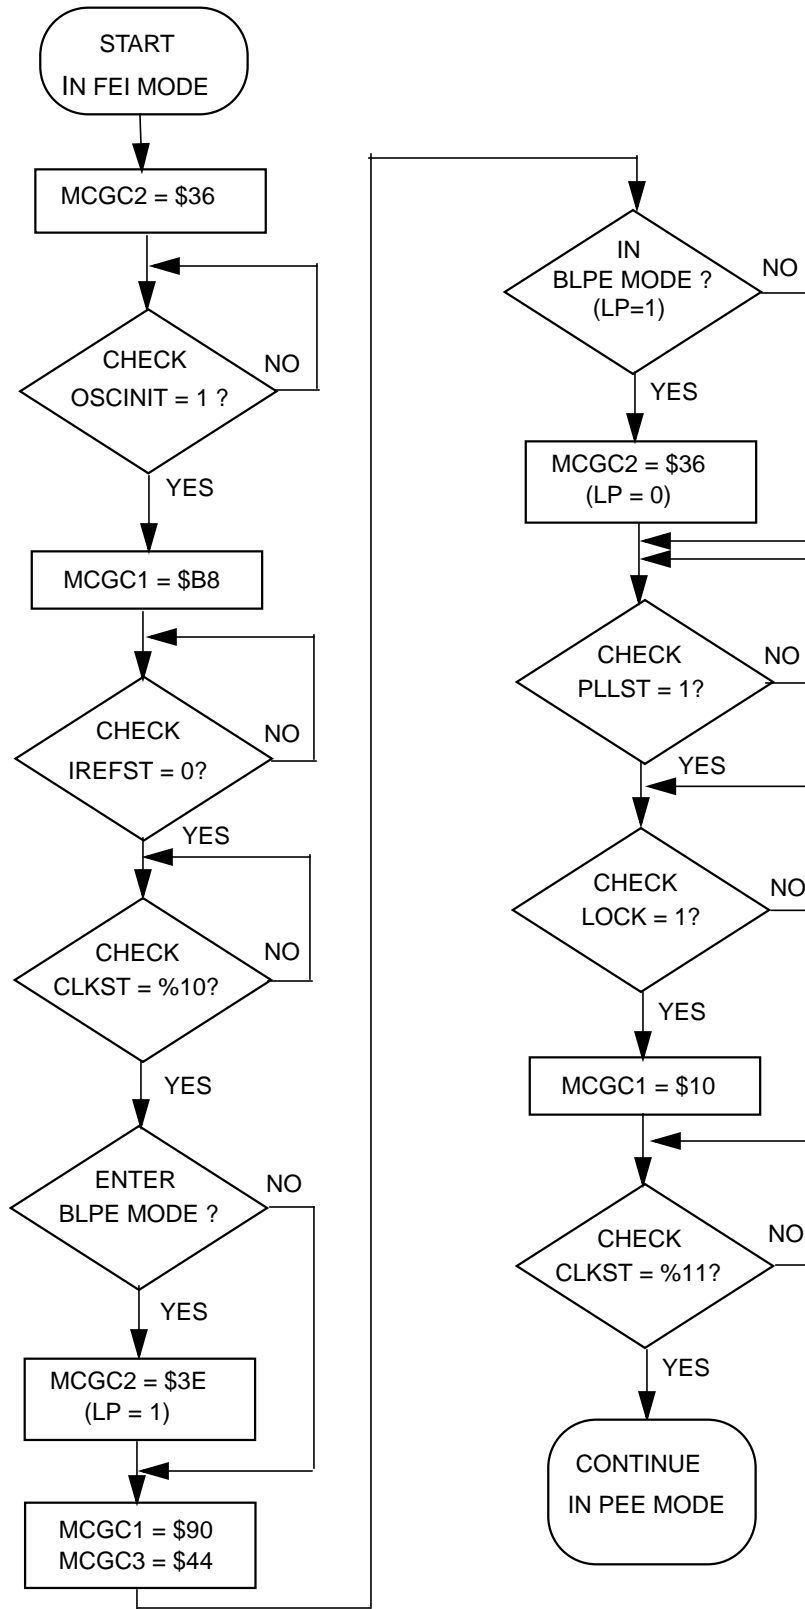 START
IN FEI MODE
MCGC2 = $36
CHECK
OSCINIT = 1 ?
NO
YES
MCGC1 = $B8
CHECK
IREFST = 0?
NO
YES
CHECK
CLKST = %10?
NO
YES
ENTER
BLPE MODE ?
NO
YES
MCGC2 = $3E
(LP = 1)
MCGC1 = $90
MCGC3 = $44
IN
BLPE MODE ?
(LP=1)
NO
YES
MCGC2 = $36
(LP = 0)
CHECK
PLLST = 1?
NO
YES
CHECK
LOCK = 1?
NO
YES
MCGC1 = $10
CHECK
CLKST = %11?
NO
YES
CONTINUE
IN PEE MODE